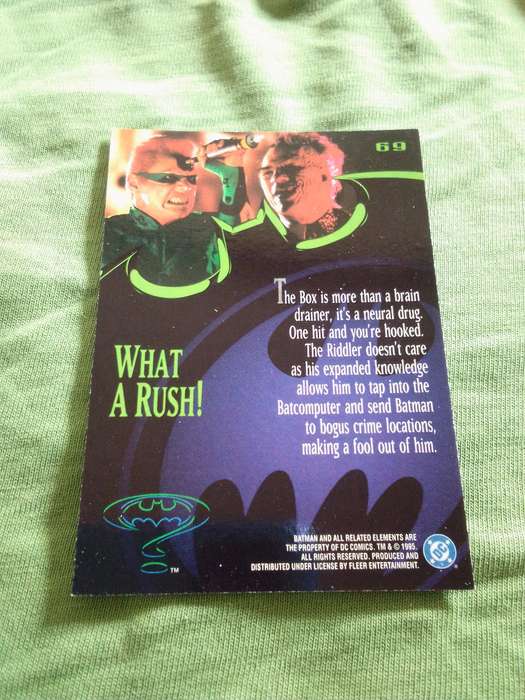 69
The Box is more than a brain
drainer, it's a neural drug.
One hit and you're hooked.
The Riddler doesn't care
as his expanded knowledge
allows him to tap into the
Batcomputer and send Batman
to bogus crime locations,
making a fool out of him.
WHAT
A RUSH!
TM
BATMAN AND ALL RELATED ELEMENTS ARE
THE PROPERTY OF DC COMICS. TM & © 1995.
ALL RIGHTS RESERVED. PRODUCED AND
DISTRIBUTED UNDER LICENSE BY FLEER ENTERTAINMENT.
DC